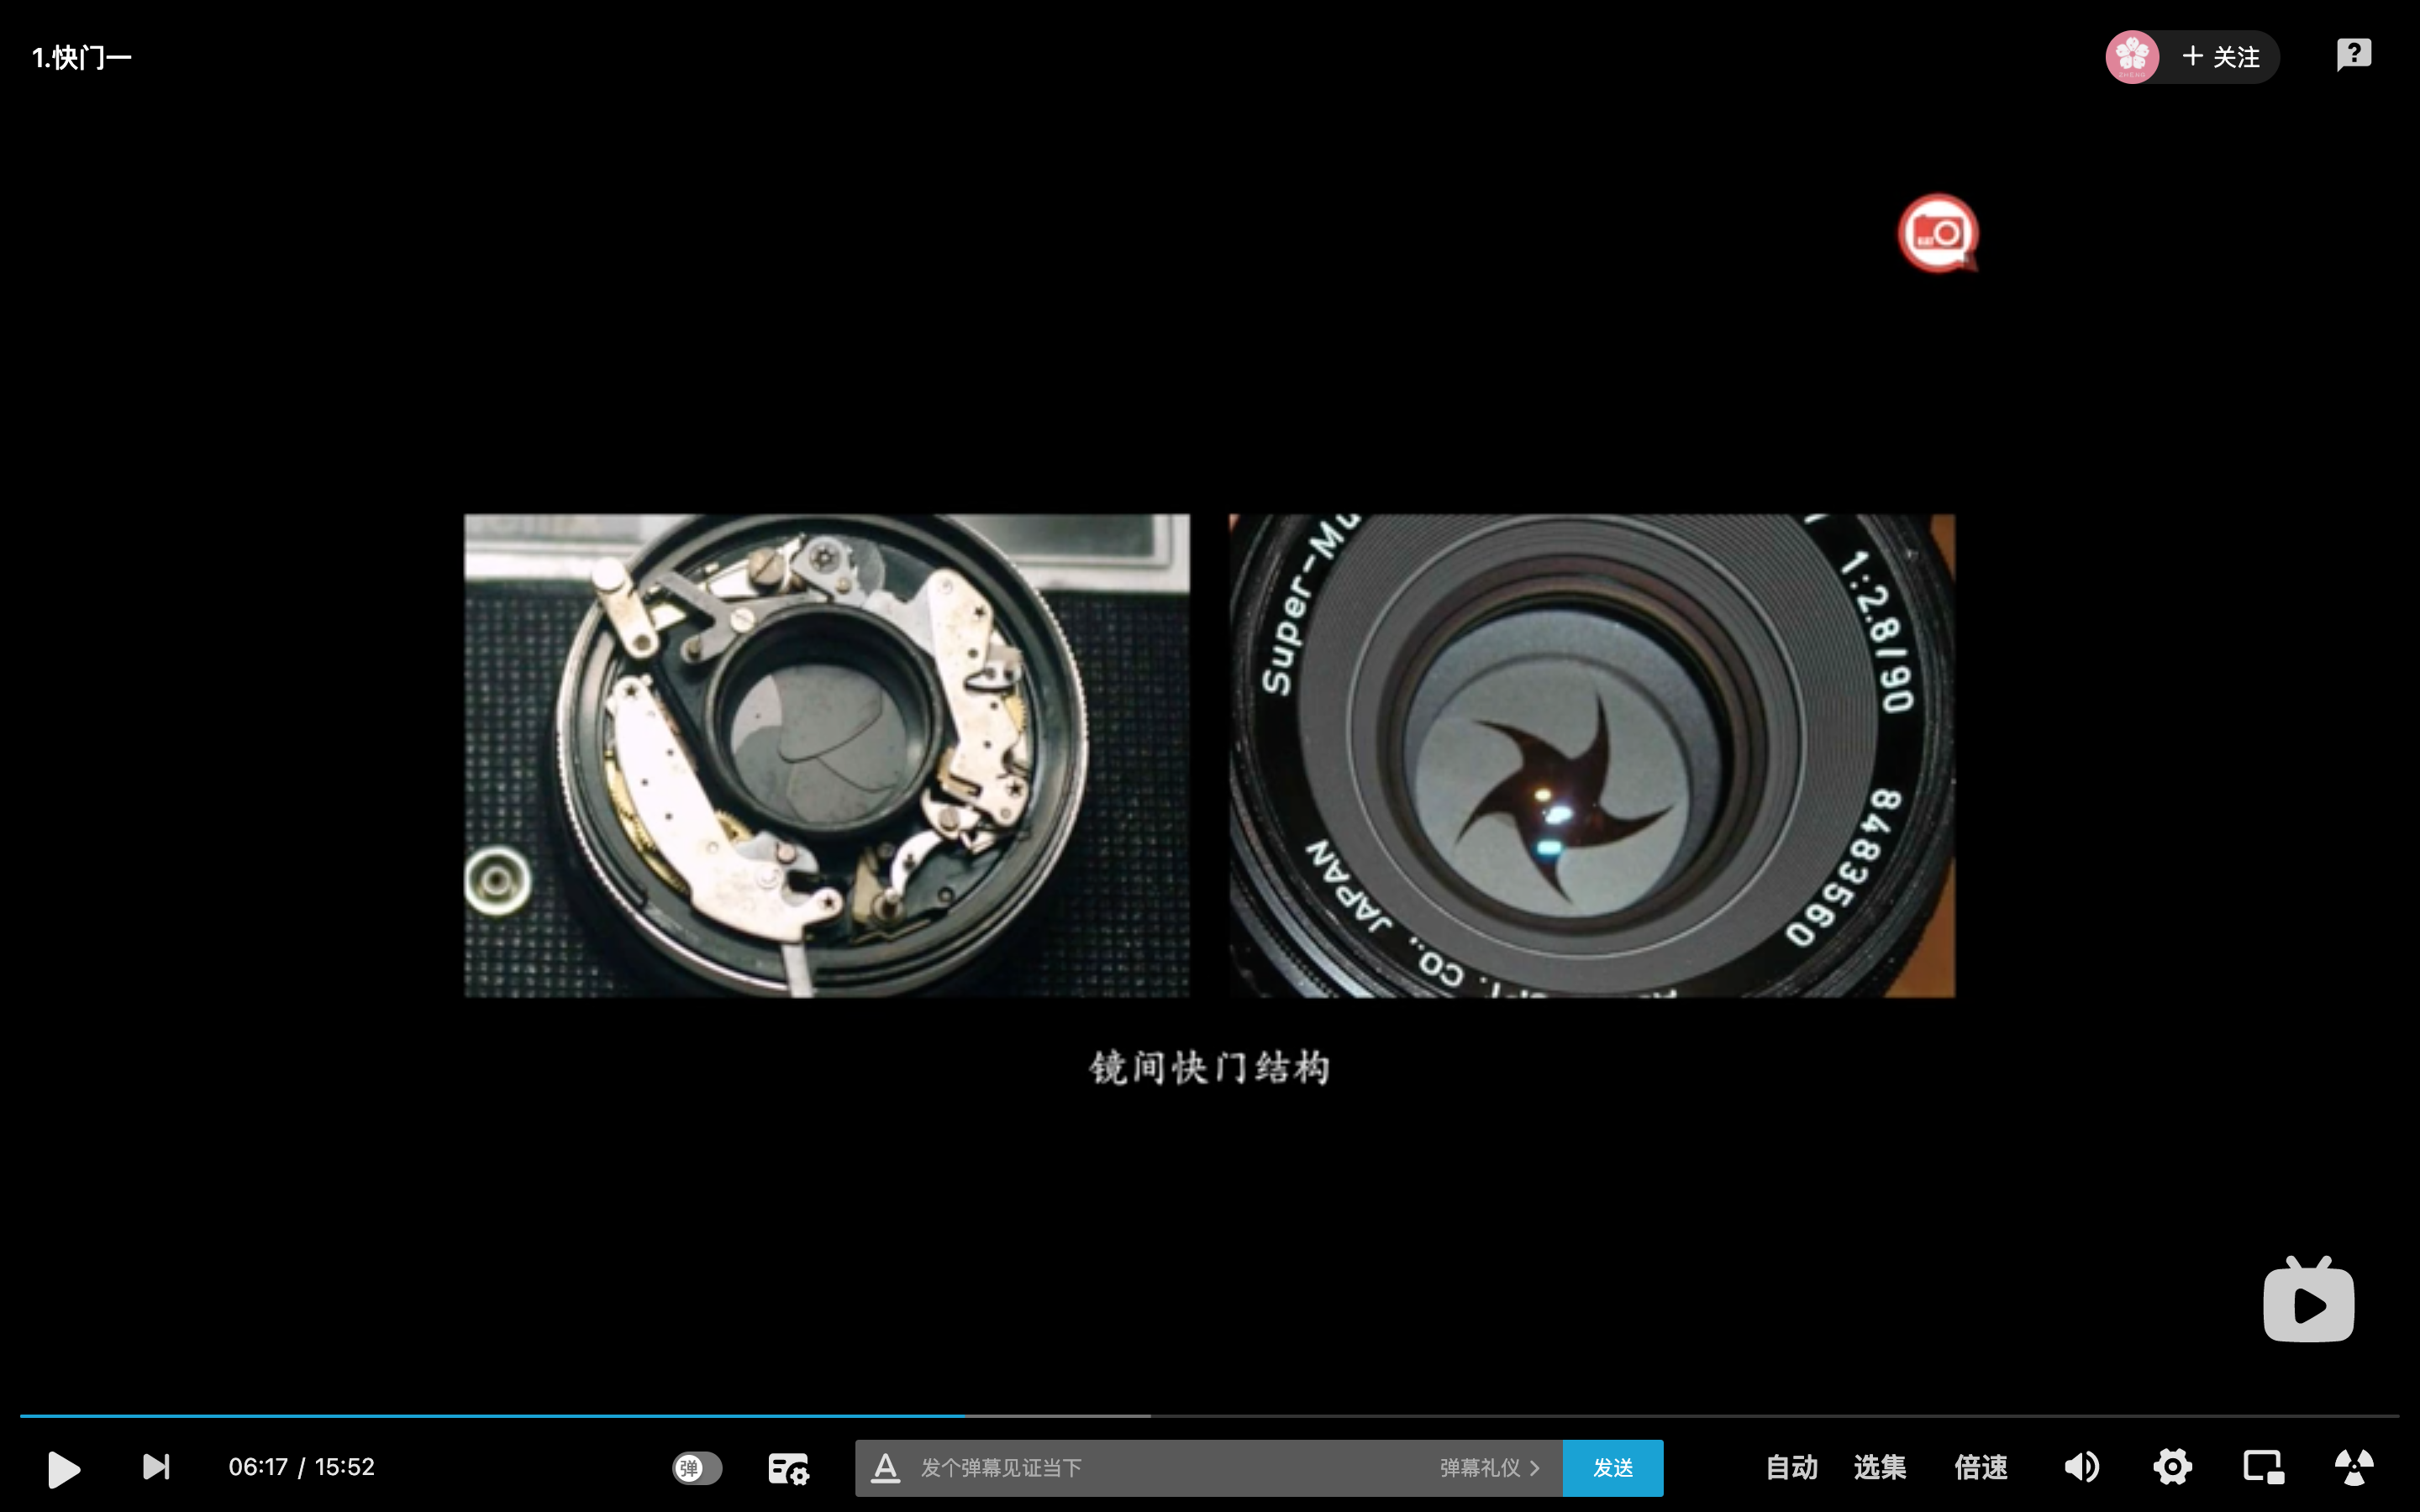 1.快门一
+ 关注
Super-Mu
1:2.8/90
8483560
CO., JAPAN
镜间快门结构
06:17 / 15:52
弹
发个弹幕见证当下
弹幕礼仪 >
发送
自动
选集
倍速